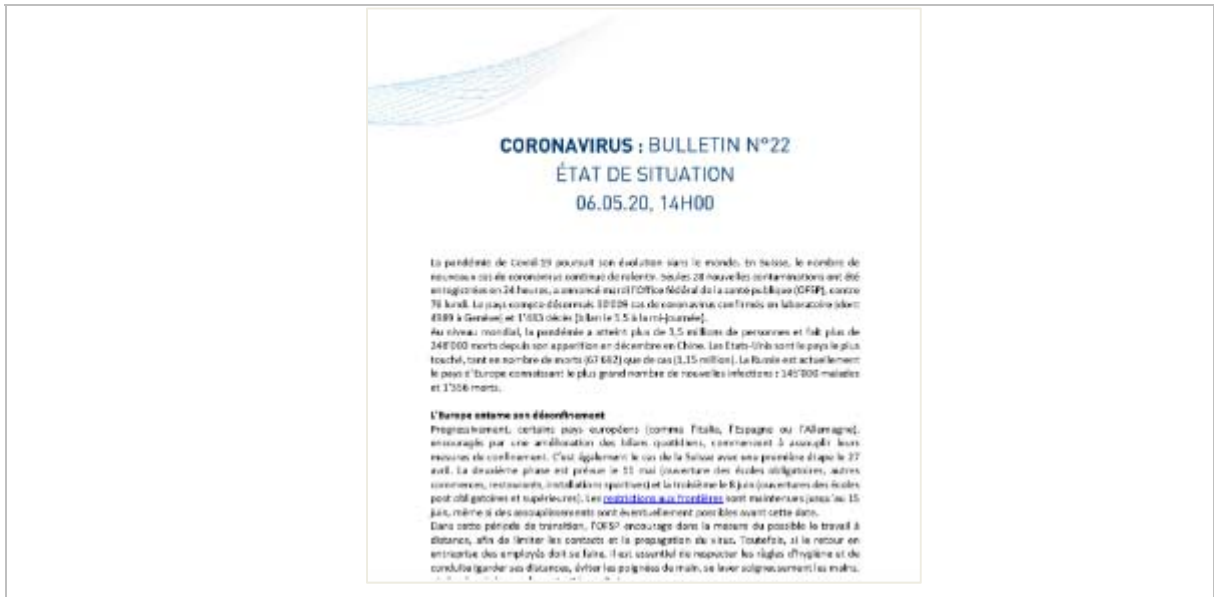 CORONAVIRUS : BULLETIN N°22
ÉTAT DE SITUATION
06.05.20, 14H00
La pandémie de Covid-19 poursuit son évolution dans le monde. En Suisse, le nombre de
nouveaux cas de coronavirus continue de ralentir. Seules 28 nouvelles contaminations ont été
enregistrées en 24 heures, a annoncé mardi l'Office fédéral de la santé publique (OFSP), contre
76 lundi. Le pays compte désormais 30'009 cas de coronavirus confirmés en laboratoire (dont
à Genève) et décès (bilan le 5.5 à la mi-journée).
Au niveau mondial, la pandémie a atteint plus de 3,5 millions de personnes et fait plus de
248'000 morts depuis son apparition en décembre en Chine. Les Etats-Unis sont le pays le plus
touché, tant en nombre de morts (67'682) que de cas (1,15 million). La Russie est actuellement
le pays d'Europe connaissant le plus grand nombre de nouvelles infections : 145'000 malades
et 1'356 morts.
L'Europe entame son déconfinement
Progressivement, certains pays européens (comme l'Italie, l'Espagne ou l'Allemagne),
encouragés par une amélioration des bilans quotidiens, commencent à assouplir leurs
mesures de confinement. C'est également le cas de la Suisse avec une première étape le 27
avril. La deuxième phase est prévue le 11 mai (ouverture des écoles obligatoires, autres
commerces, restaurants, installations sportives) et la troisième le 8 juin (ouvertures des écoles
post obligatoires et supérieures). Les restrictions aux frontières sont maintenues jusqu'au 15
juin, même si des assouplissements sont éventuellement possibles avant cette date.
Dans cette période de transition, l'OFSP encourage dans la mesure du possible le travail à
distance, afin de limiter les contacts et la propagation du virus. Toutefois, si le retour en
entreprise des employés doit se faire, il est essentiel de respecter les règles d'hygiène et de
conduite (garder ses distances, éviter les poignées de main, se laver soigneusement les mains,